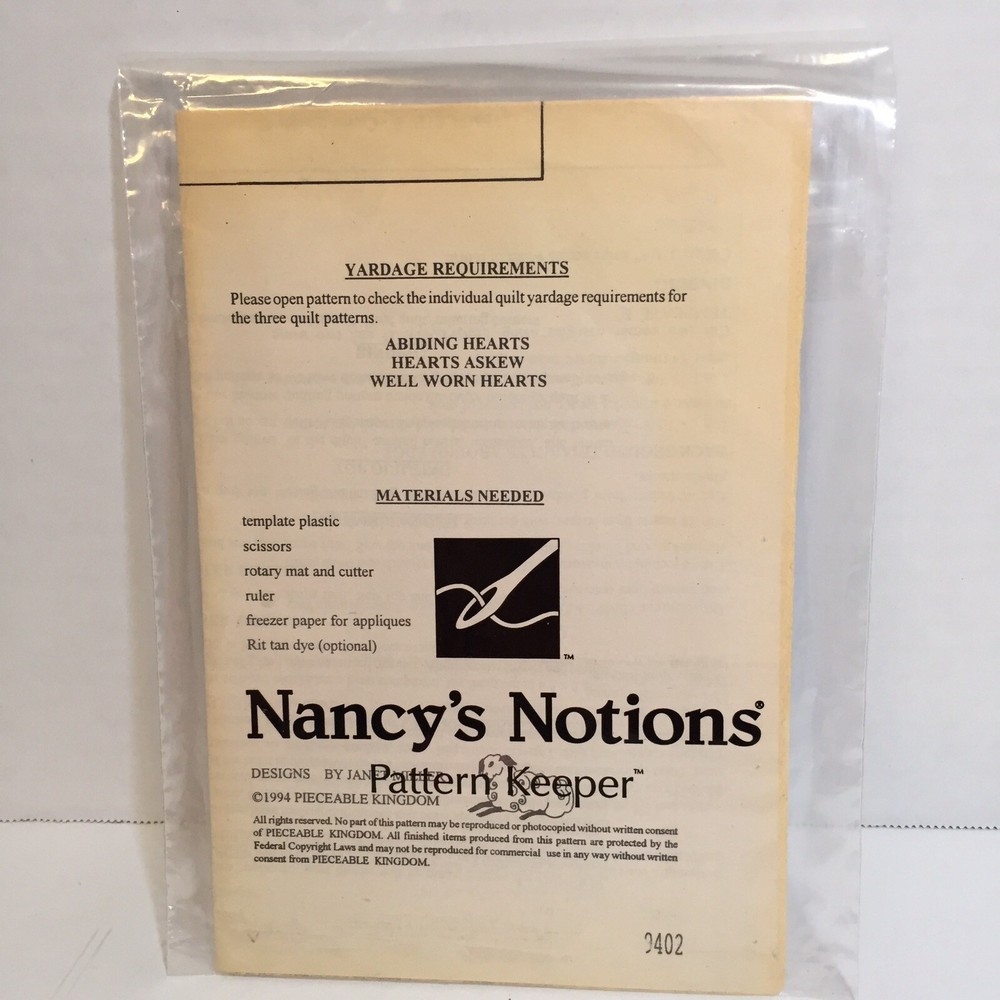 YARDAGE REQUIREMENTS
Please open pattern to check the individual quilt yardage requirements for
the three quilt patterns.
ABIDING HEARTS
HEARTS ASKEW
WELL WORN HEARTS
MATERIALS NEEDED
template plastic
scissors
rotary mat and cutter
ruler
freezer paper for appliques
Rit tan dye (optional)
™
Nancy's Notions®
Pattern Keeper™
DESIGNS BY JANET MILLER
©1994 PIECEABLE KINGDOM
All rights reserved. No part of this pattern may be reproduced or photocopied without written consent
of PIECEABLE KINGDOM. All finished items produced from this pattern are protected by the
Federal Copyright Laws and may not be reproduced for commercial use in any way without written
consent from PIECEABLE KINGDOM.
9402